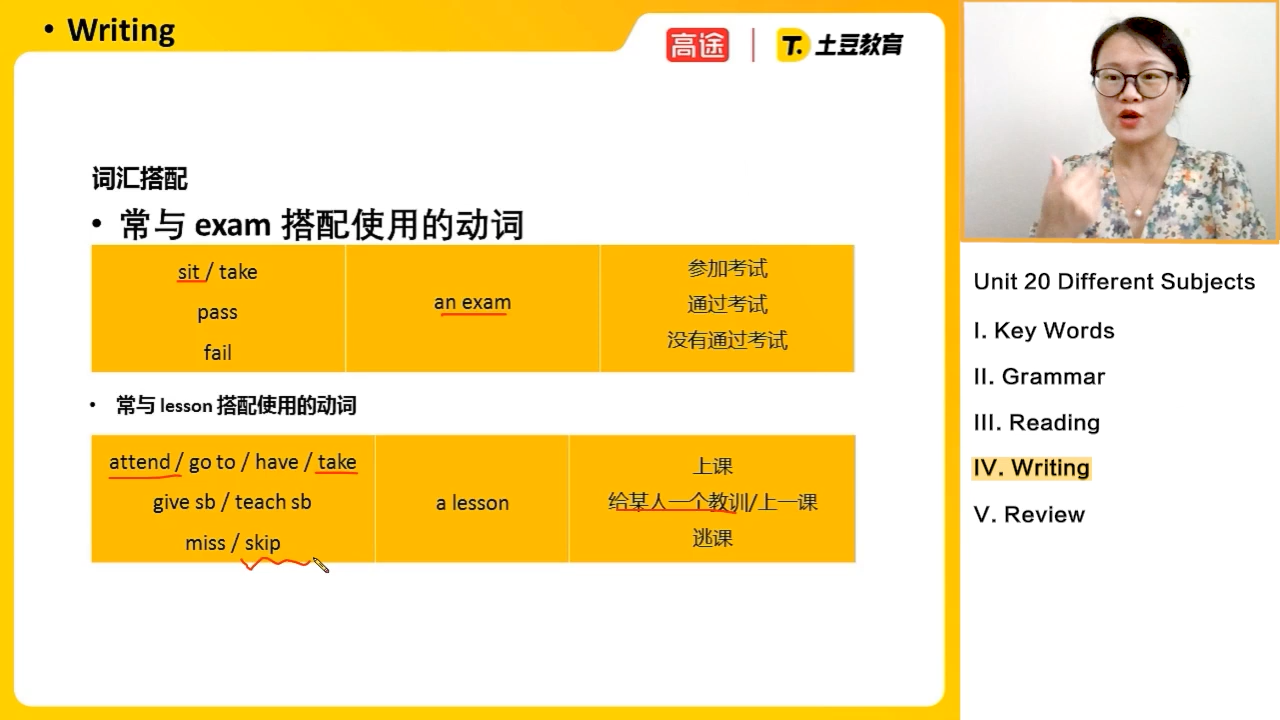 • Writing
高途
T. 土豆教育
词汇搭配
• 常与 exam 搭配使用的动词
sit / take
pass
fail
an exam
参加考试
通过考试
没有通过考试
• 常与 lesson 搭配使用的动词
attend / go to / have / take
give sb / teach sb
miss / skip
a lesson
上课
给某人一个教训/上一课
逃课
Unit 20 Different Subjects
I. Key Words
II. Grammar
III. Reading
IV. Writing
V. Review